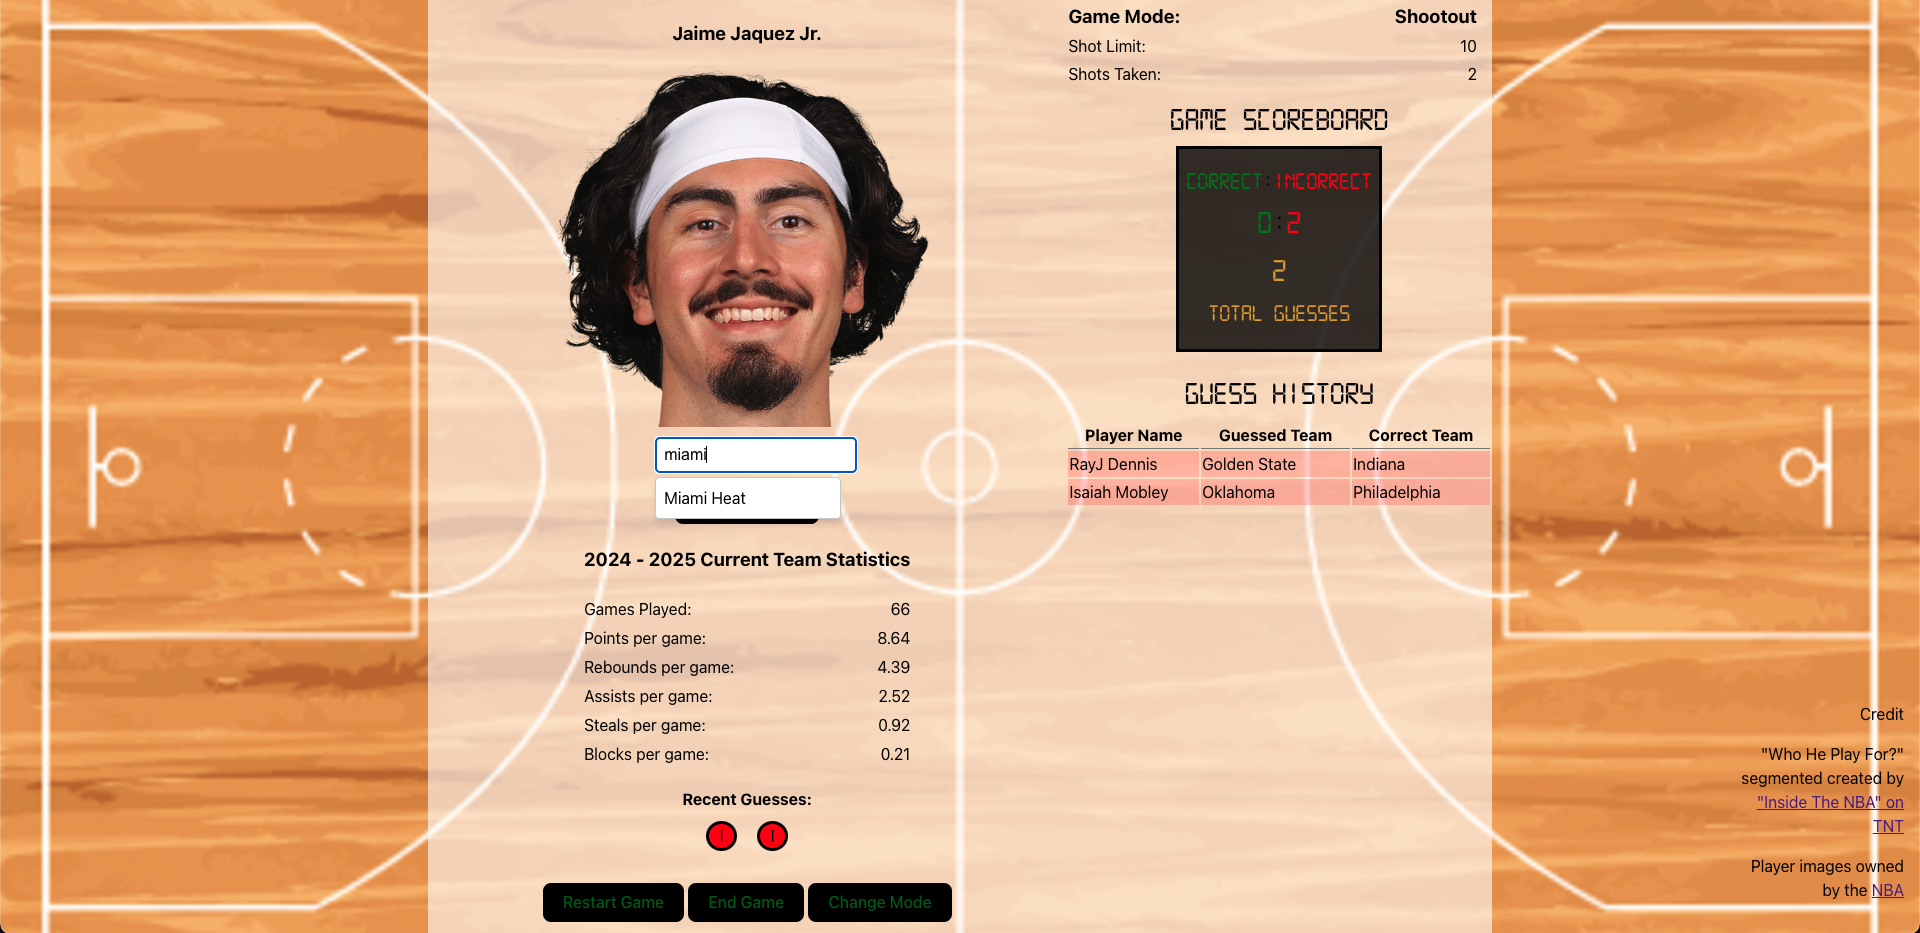 Jaime Jaquez Jr.
miami
Miami Heat
2024 - 2025 Current Team Statistics
Games Played: 66
Points per game: 8.64
Rebounds per game: 4.39
Assists per game: 2.52
Steals per game: 0.92
Blocks per game: 0.21
Recent Guesses:
I I
Restart Game End Game Change Mode
Game Mode: Shootout
Shot Limit: 10
Shots Taken: 2
GAME SCOREBOARD
CORRECT:INCORRECT
0:2
2
TOTAL GUESSES
GUESS HISTORY
Player Name Guessed Team Correct Team
RayJ Dennis Golden State Indiana
Isaiah Mobley Oklahoma Philadelphia
Credit
"Who He Play For?"
segmented created by
"Inside The NBA" on
TNT
Player images owned
by the NBA